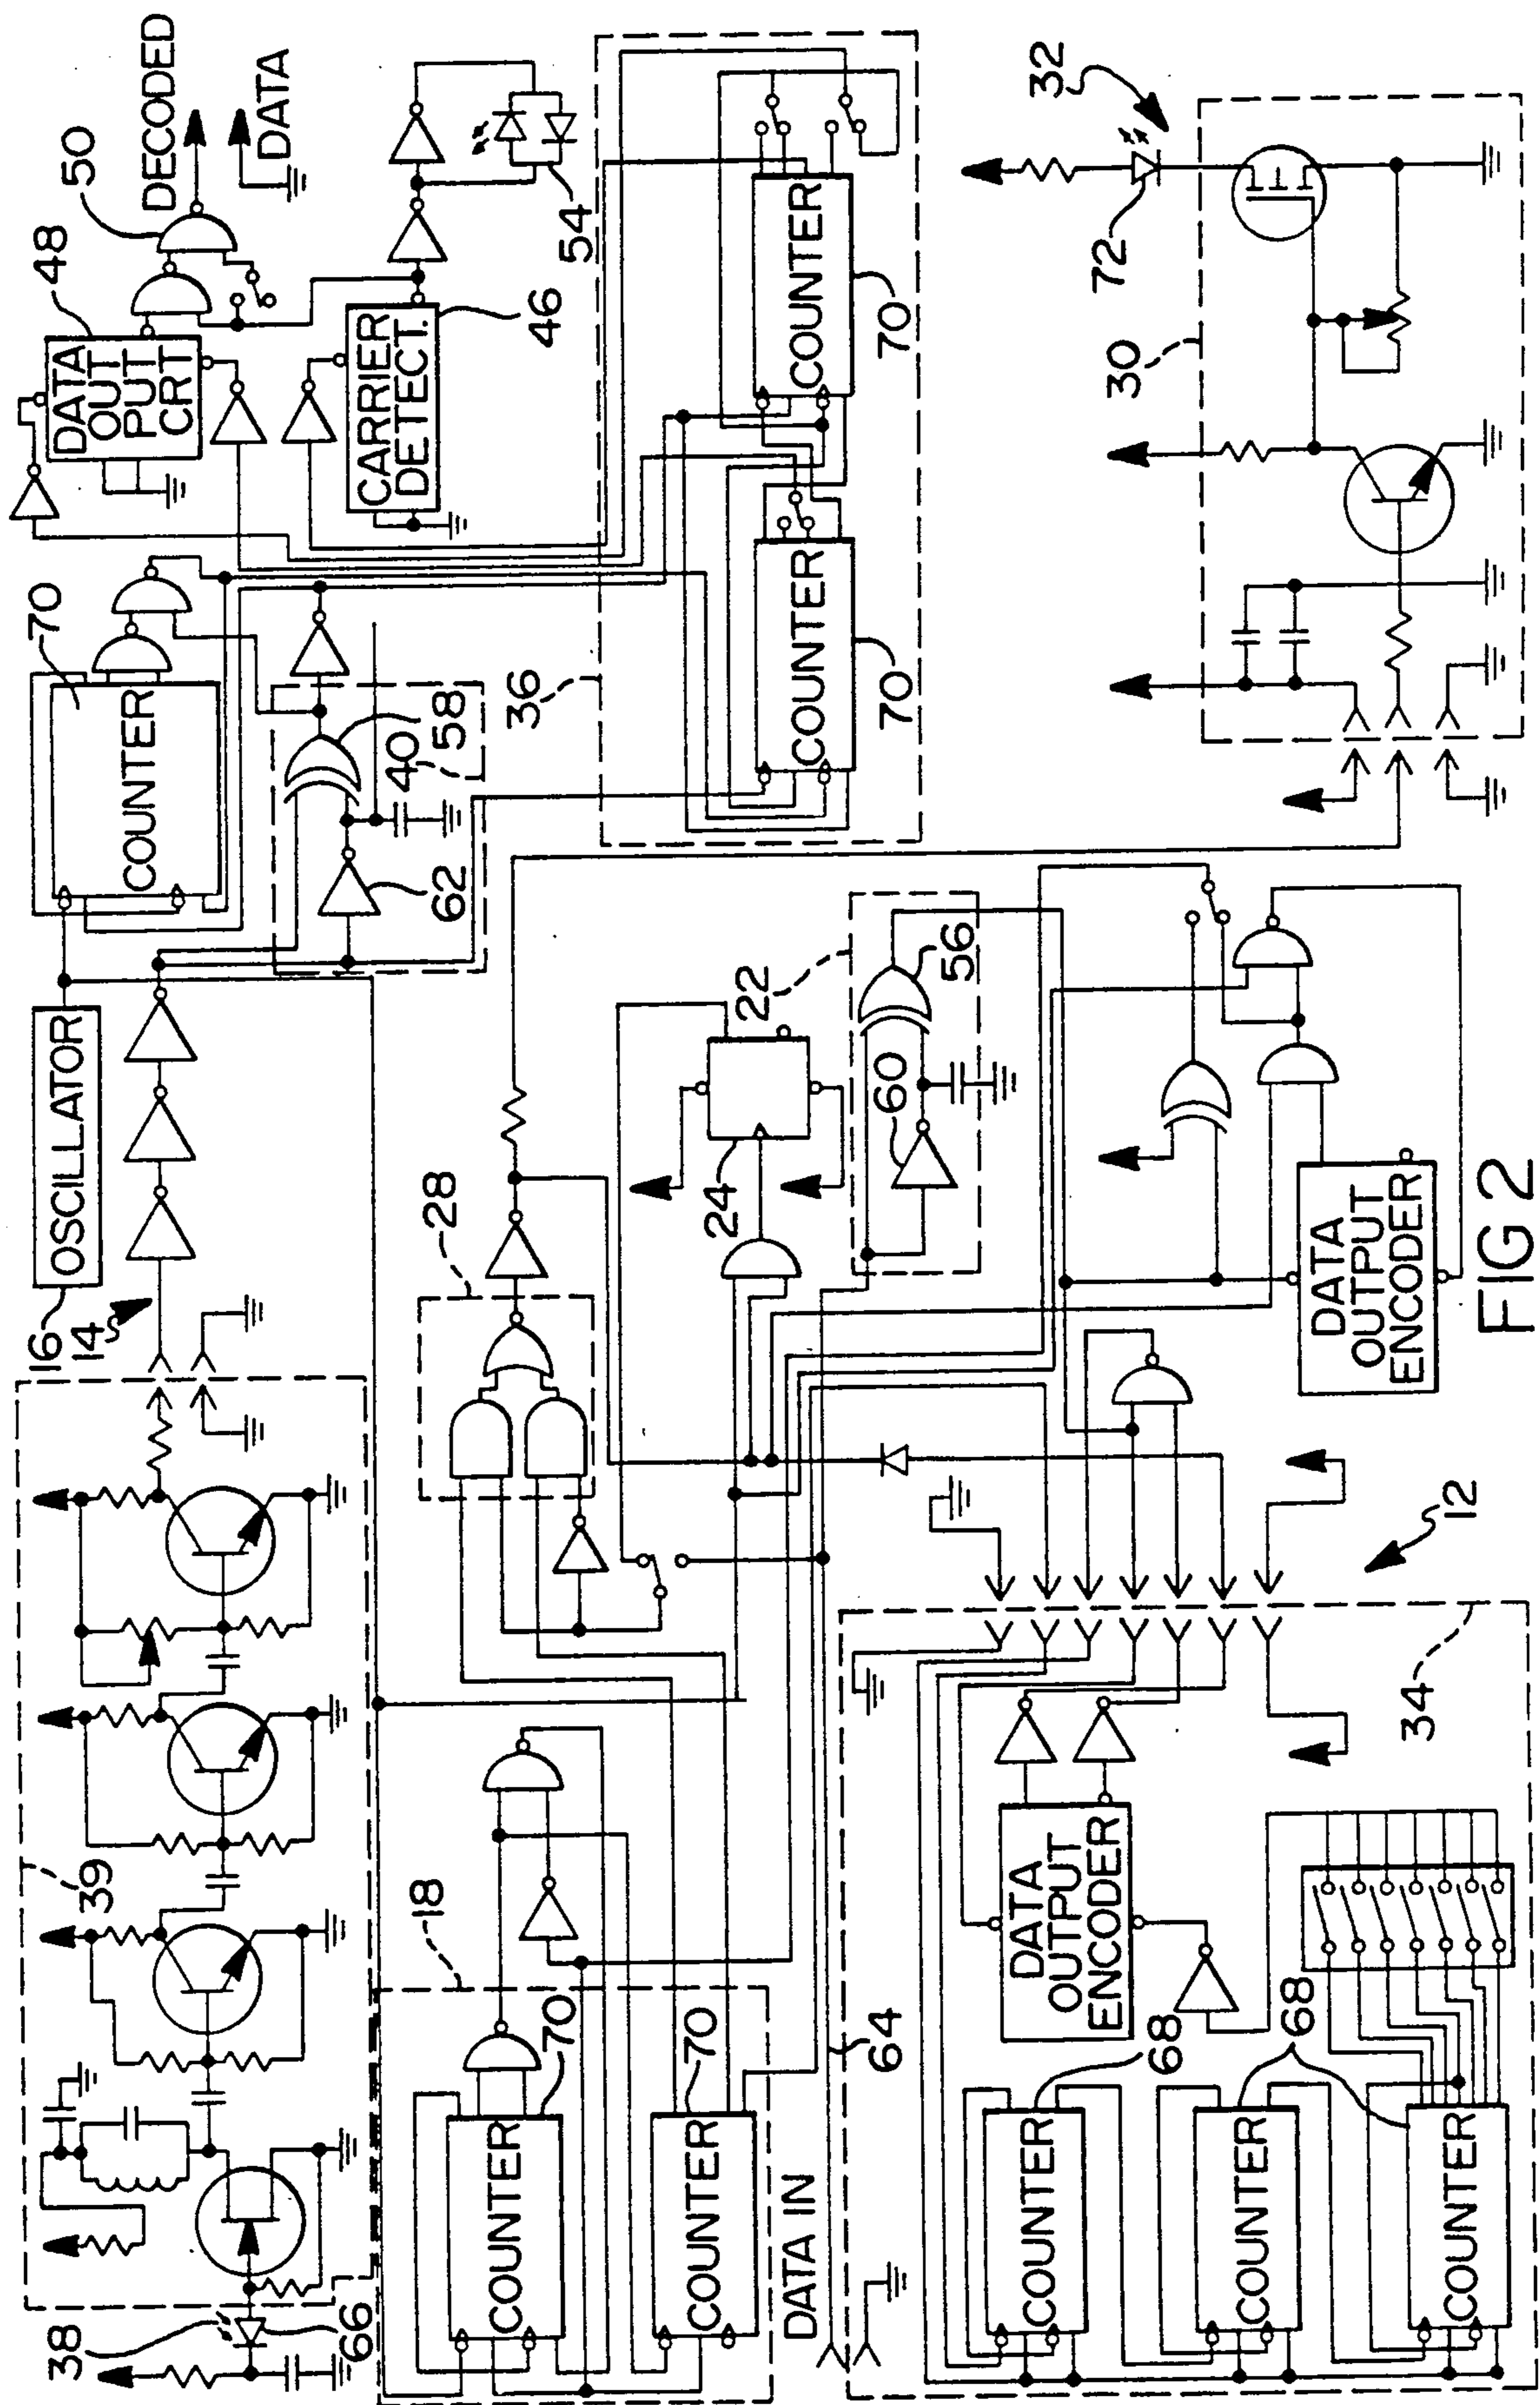 DECODED
DATA
50
48
DATA
OUT
PUT
CRT
CARRIER
DETECT.
46
54
70
COUNTER
OSCILLATOR
16
14
58
40
62
36
COUNTER
70
COUNTER
70
32
72
30
39
38
66
28
22
24
56
60
18
COUNTER
70
COUNTER
70
DATA IN
64
DATA
OUTPUT
ENCODER
12
34
DATA
OUTPUT
ENCODER
COUNTER
68
COUNTER
68
COUNTER
FIG 2